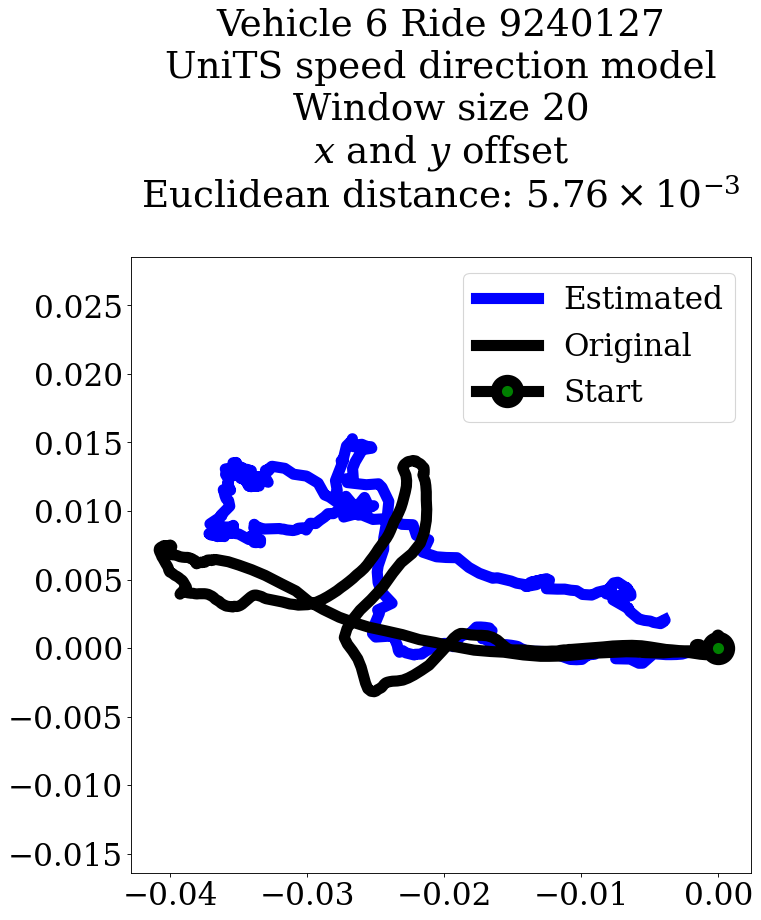 Vehicle 6 Ride 9240127
UniTS speed direction model
Window size 20
x and y offset
Euclidean distance: 5.76 × 10⁻³
Estimated
Original
Start
0.025
0.020
0.015
0.010
0.005
0.000
−0.005
−0.010
−0.015
−0.04 −0.03 −0.02 −0.01 0.00